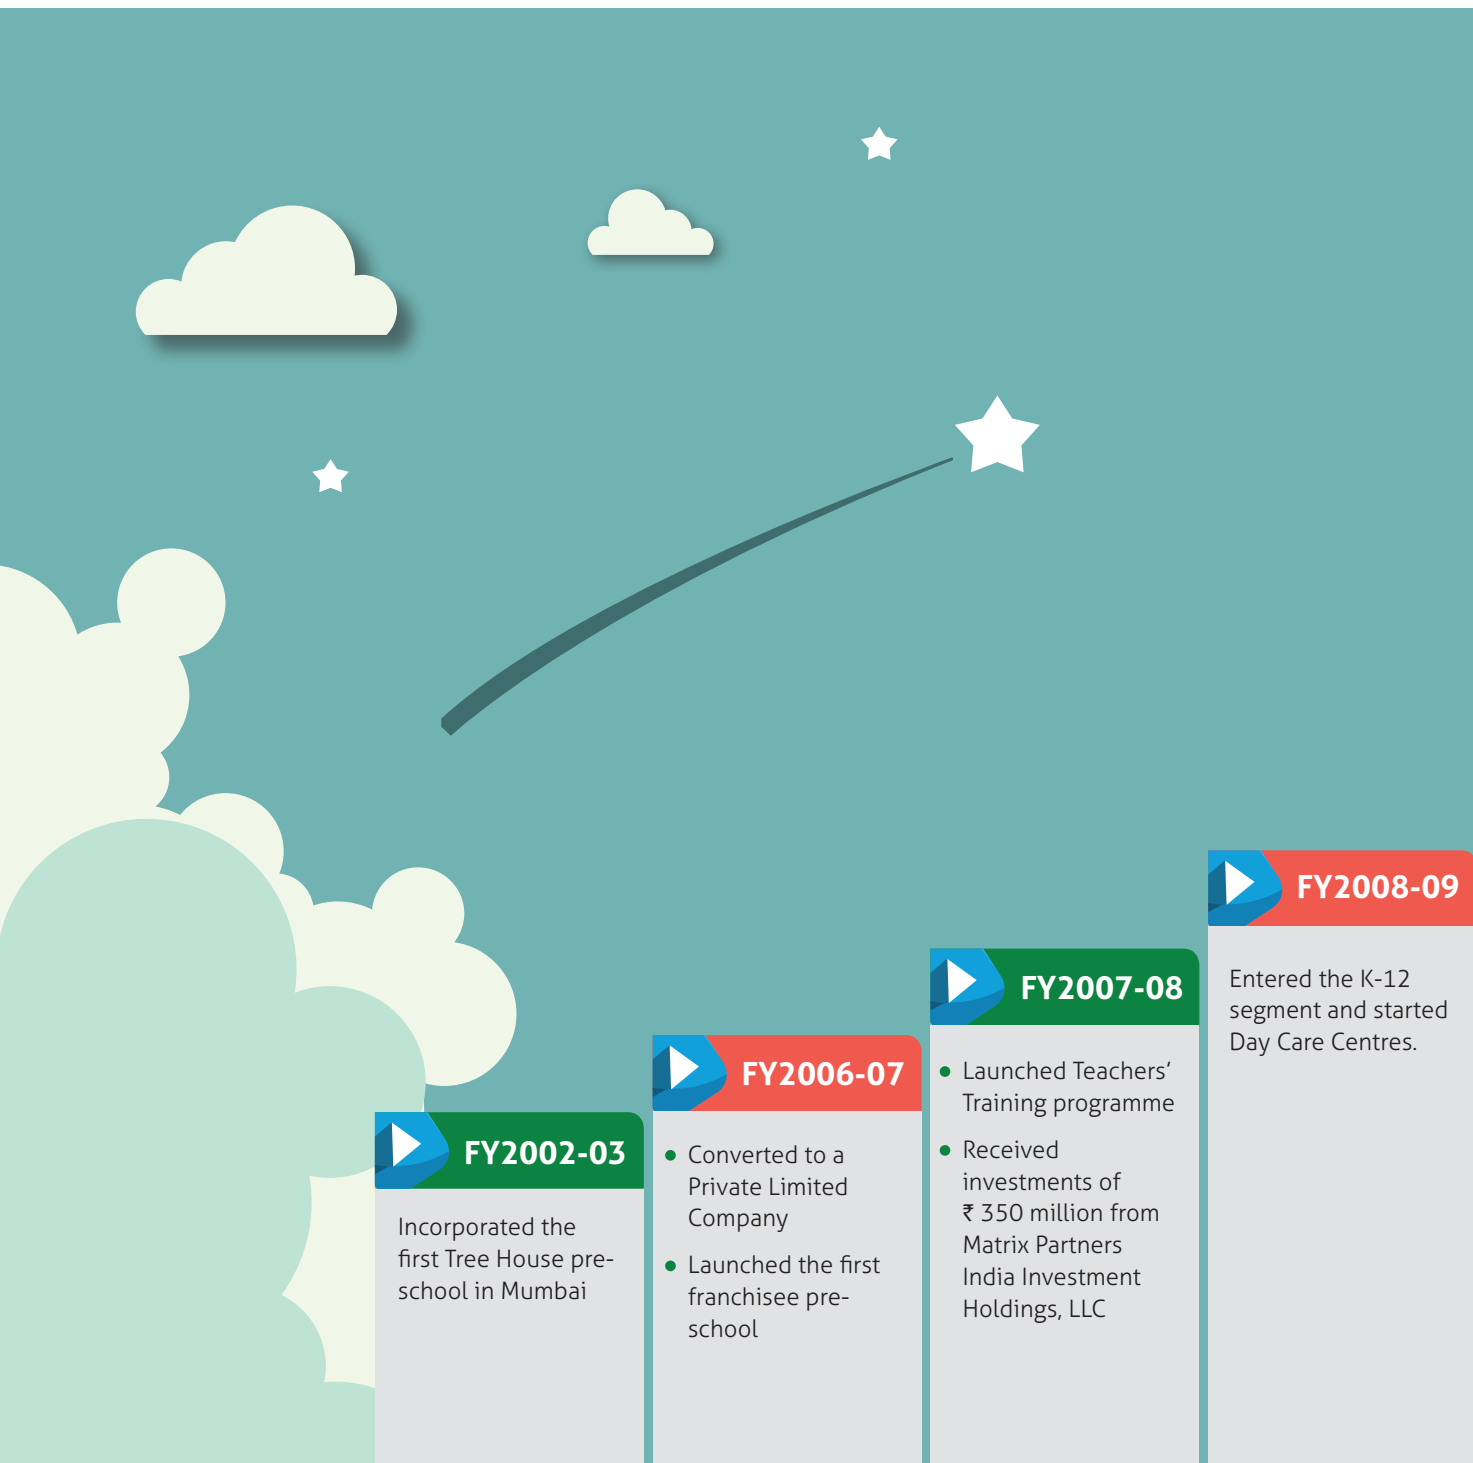 FY2002-03
Incorporated the
first Tree House pre-
school in Mumbai
FY2006-07
• Converted to a
Private Limited
Company
• Launched the first
franchisee pre-
school
FY2007-08
• Launched Teachers’
Training programme
• Received
investments of
₹ 350 million from
Matrix Partners
India Investment
Holdings, LLC
FY2008-09
Entered the K-12
segment and started
Day Care Centres.